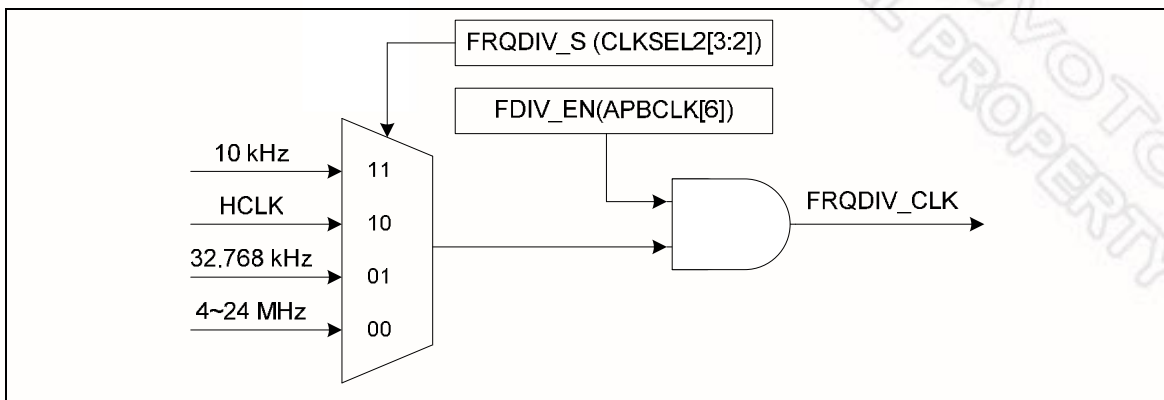 FRQDIV_S (CLKSEL2[3:2])
FDIV_EN(APBCLK[6])
10 kHz
11
HCLK
10
32.768 kHz
01
4~24 MHz
00
FRQDIV_CLK
PROPERTY